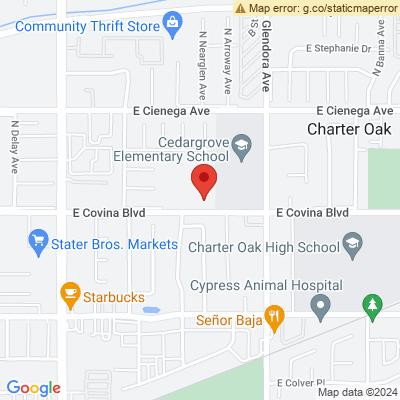 Map error: g.co/staticmaperror
Community Thrift Store
N Nearglen Ave
N Arroway Ave
Glendora Ave
E Stephanie Dr
N Banna Ave
E Cienega Ave
E Cienega Ave
N Delay Ave
Cedargrove
Elementary School
Charter Oak
E Covina Blvd
E Covina Blvd
Stater Bros. Markets
Charter Oak High School
Cypress Animal Hospital
Starbucks
Señor Baja
E Colver Pl
Google
Map data ©2024